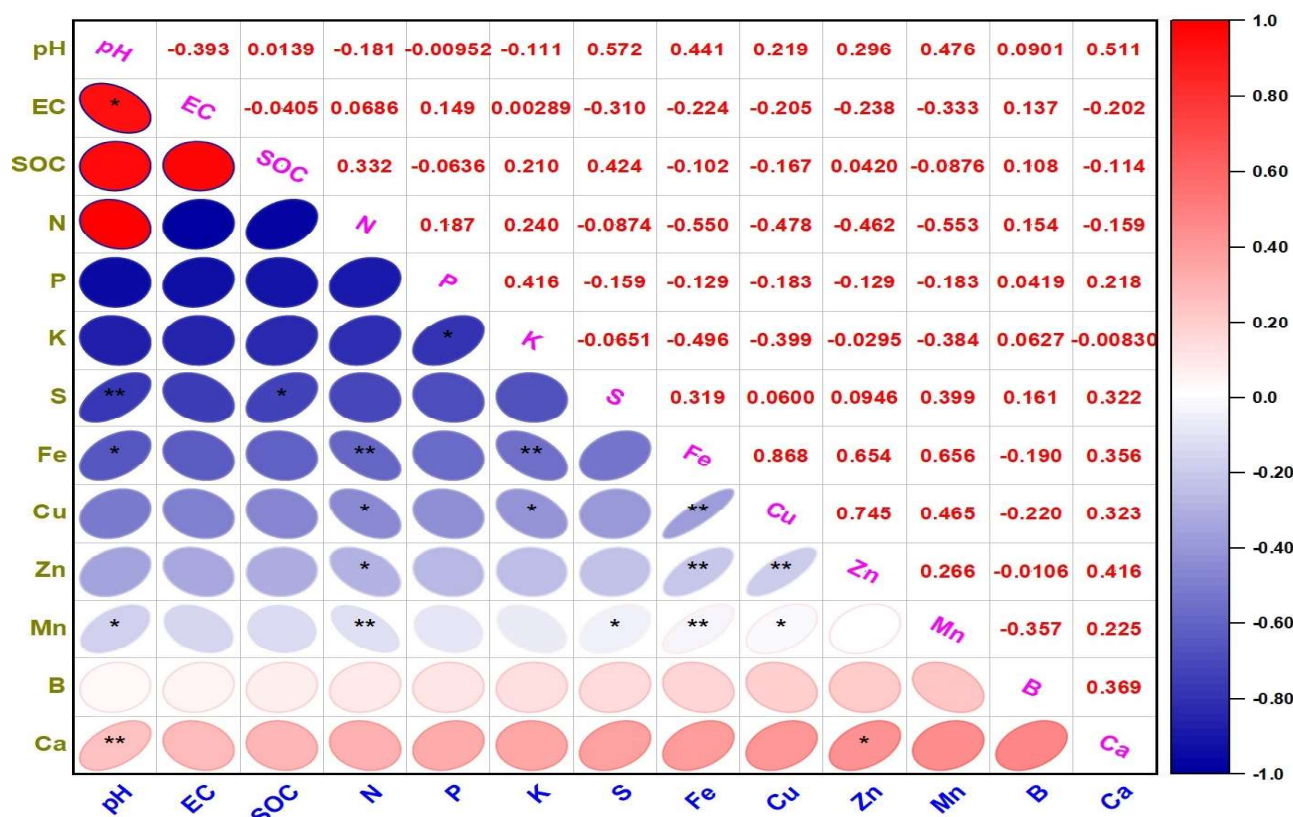 pH pH -0.393 0.0139 -0.181 -0.00952 -0.111 0.572 0.441 0.219 0.296 0.476 0.0901 0.511
EC * EC -0.0405 0.0686 0.149 0.00289 -0.310 -0.224 -0.205 -0.238 -0.333 0.137 -0.202
SOC SOC 0.332 -0.0636 0.210 0.424 -0.102 -0.167 0.0420 -0.0876 0.108 -0.114
N N 0.187 0.240 -0.0874 -0.550 -0.478 -0.462 -0.553 0.154 -0.159
P P 0.416 -0.159 -0.129 -0.183 -0.129 -0.183 0.0419 0.218
K * K -0.0651 -0.496 -0.399 -0.0295 -0.384 0.0627 -0.00830
S ** * S 0.319 0.0600 0.0946 0.399 0.161 0.322
Fe * ** ** Fe 0.868 0.654 0.656 -0.190 0.356
Cu * * ** Cu 0.745 0.465 -0.220 0.323
Zn * ** ** Zn 0.266 -0.0106 0.416
Mn * ** * ** * Mn -0.357 0.225
B B 0.369
Ca ** * Ca
pH EC SOC N P K S Fe Cu Zn Mn B Ca
1.0
0.80
0.60
0.40
0.20
0.0
-0.20
-0.40
-0.60
-0.80
-1.0